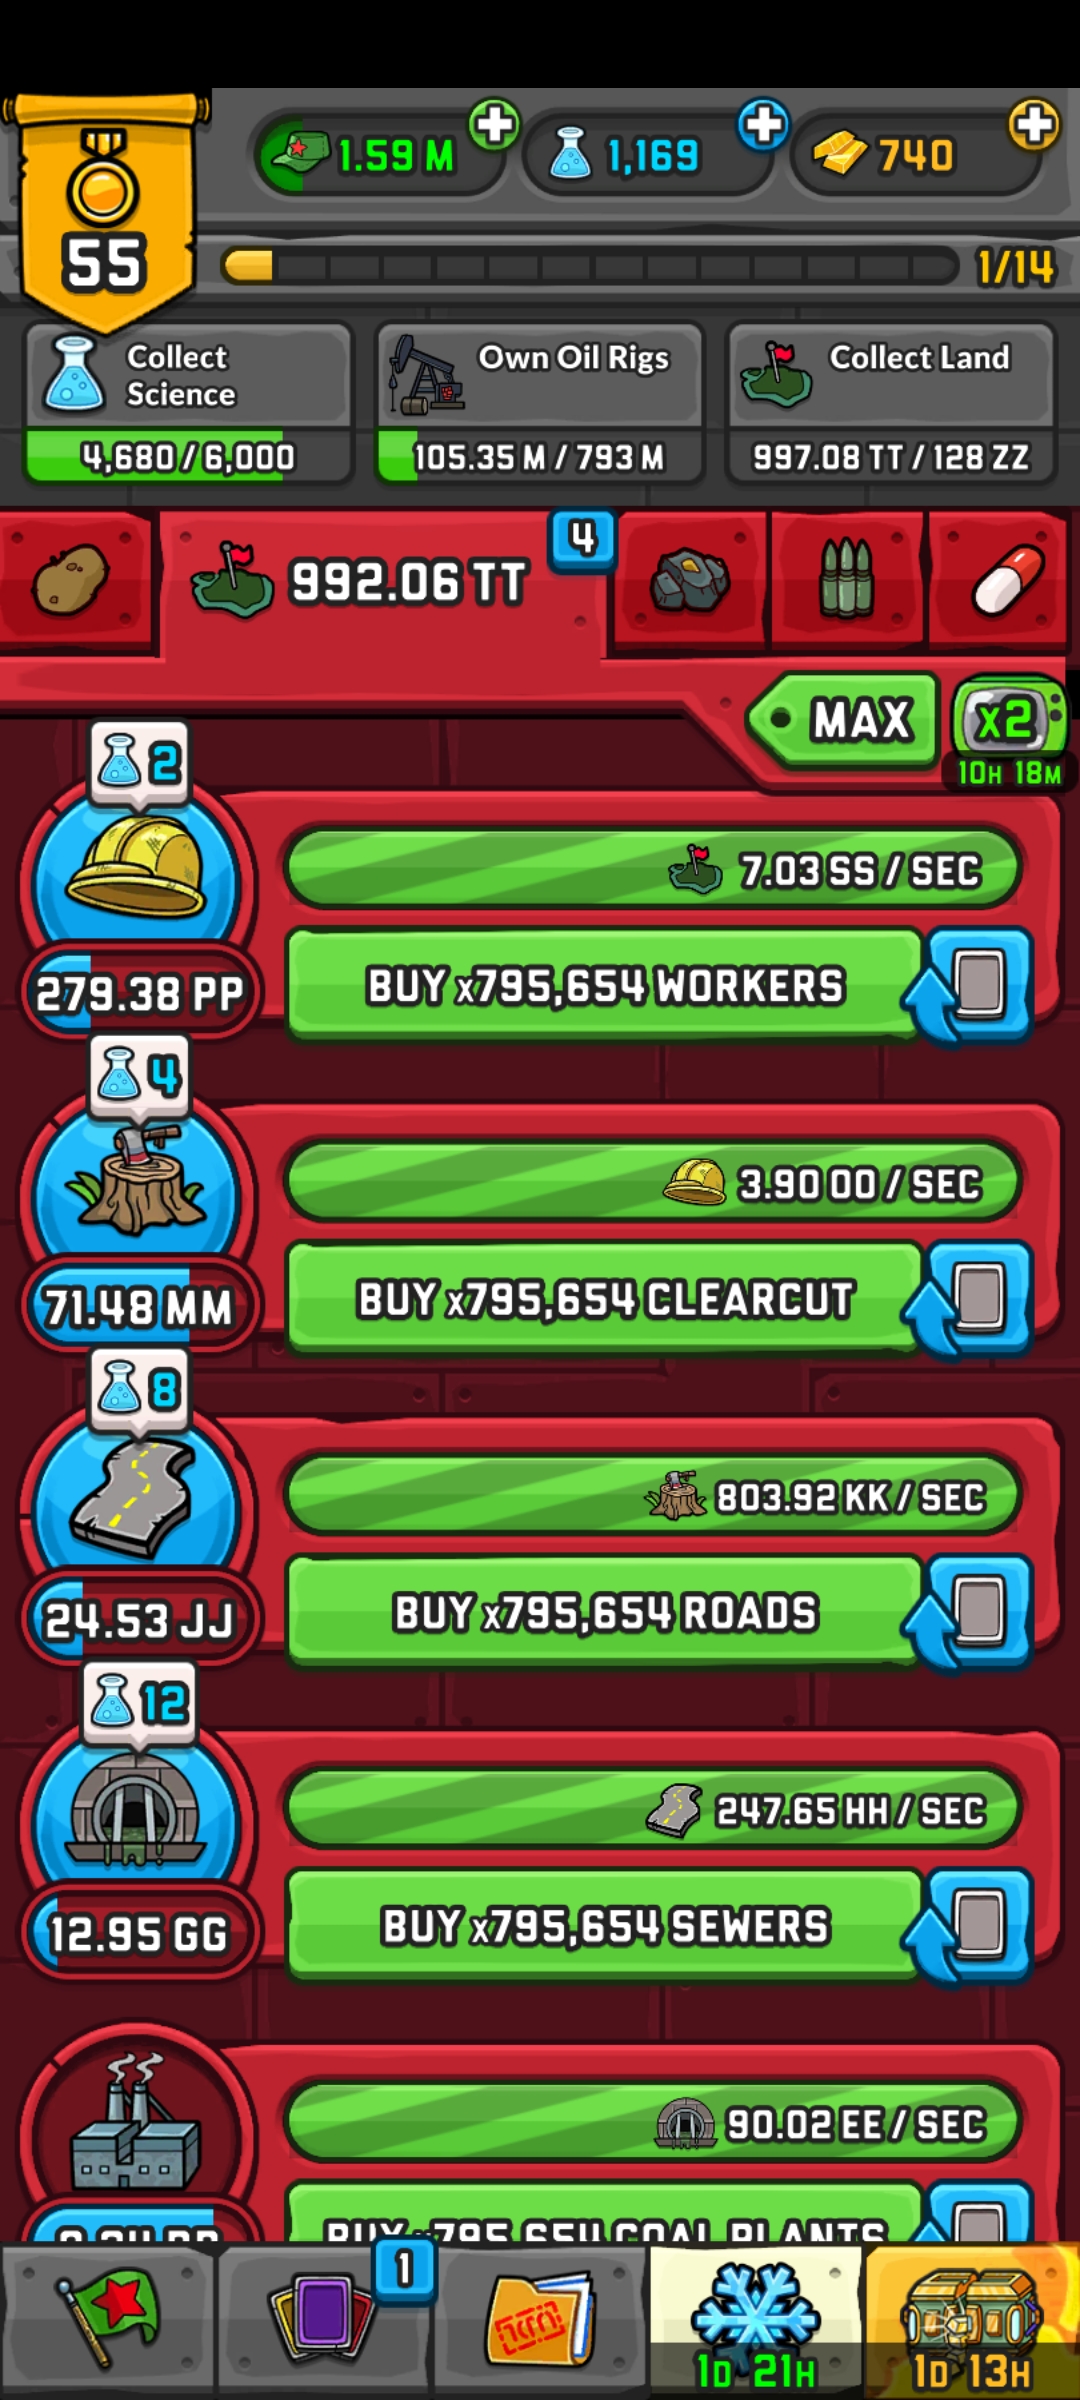 55
1.59 M
1,169
740
1/14
Collect
Science
4,680 / 6,000
Own Oil Rigs
105.35 M / 793 M
Collect Land
997.08 TT / 128 ZZ
992.06 TT
4
MAX
x2
10H 18M
2
279.38 PP
7.03 SS / SEC
BUY x795,654 WORKERS
4
71.48 MM
3.90 OO / SEC
BUY x795,654 CLEARCUT
8
24.53 JJ
803.92 KK / SEC
BUY x795,654 ROADS
12
12.95 GG
247.65 HH / SEC
BUY x795,654 SEWERS
90.02 EE / SEC
BUY x795,654 COAL PLANTS
1
1D 21H
1D 13H